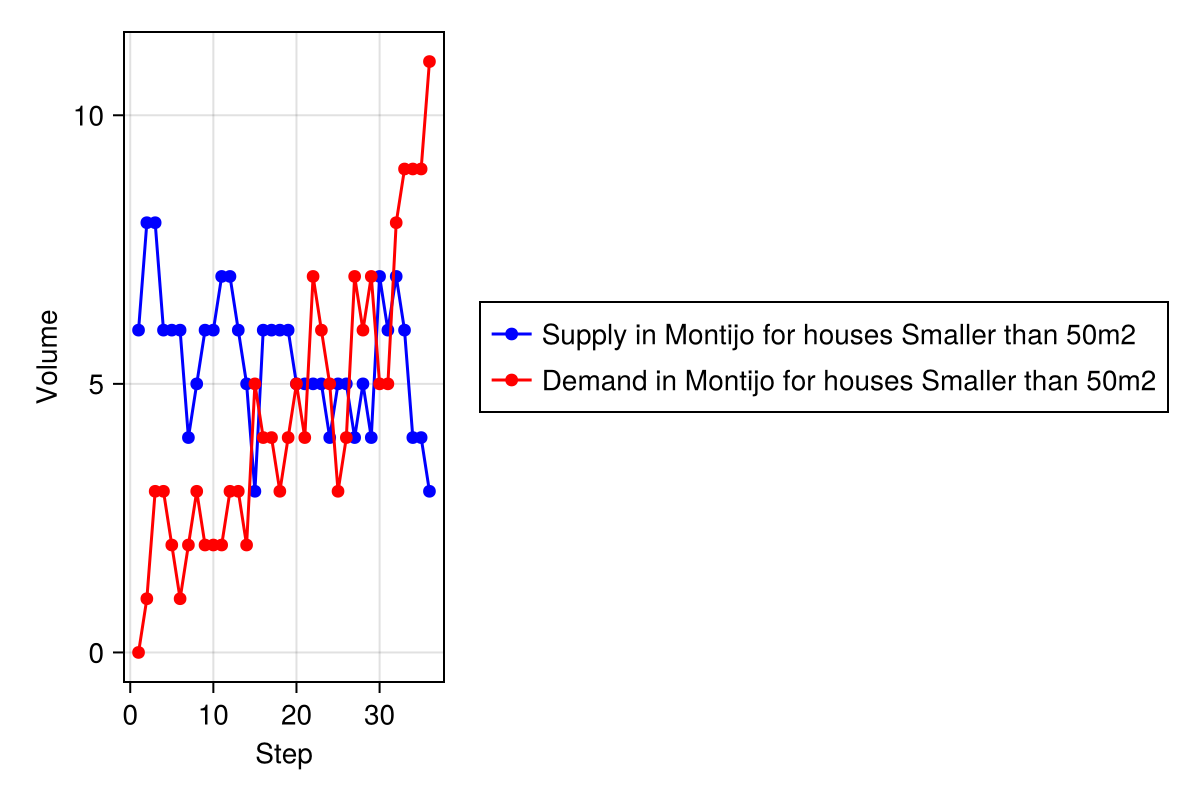 Volume
10
5
0
0 10 20 30
Step
Supply in Montijo for houses Smaller than 50m2
Demand in Montijo for houses Smaller than 50m2